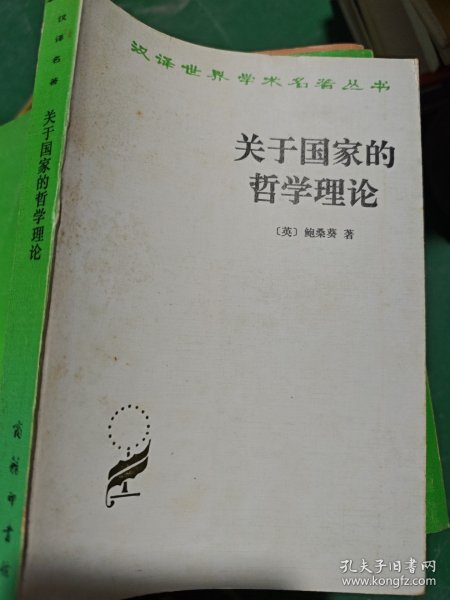 汉译世界学术名著丛书
关于国家的
哲学理论
〔英〕鲍桑葵 著
汉译名著
关于国家的哲学理论
商务印书馆
孔夫子旧书网
www.kongfz.com